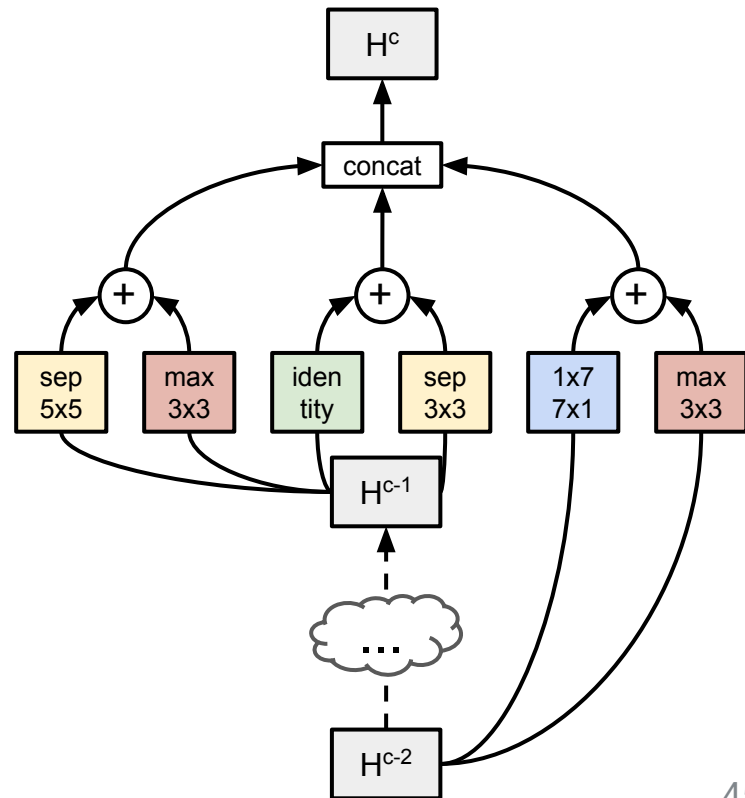 H^c
concat
+ + +
sep max iden sep 1x7 max
5x5 3x3 tity 3x3 7x1 3x3
H^c-1
...
H^c-2